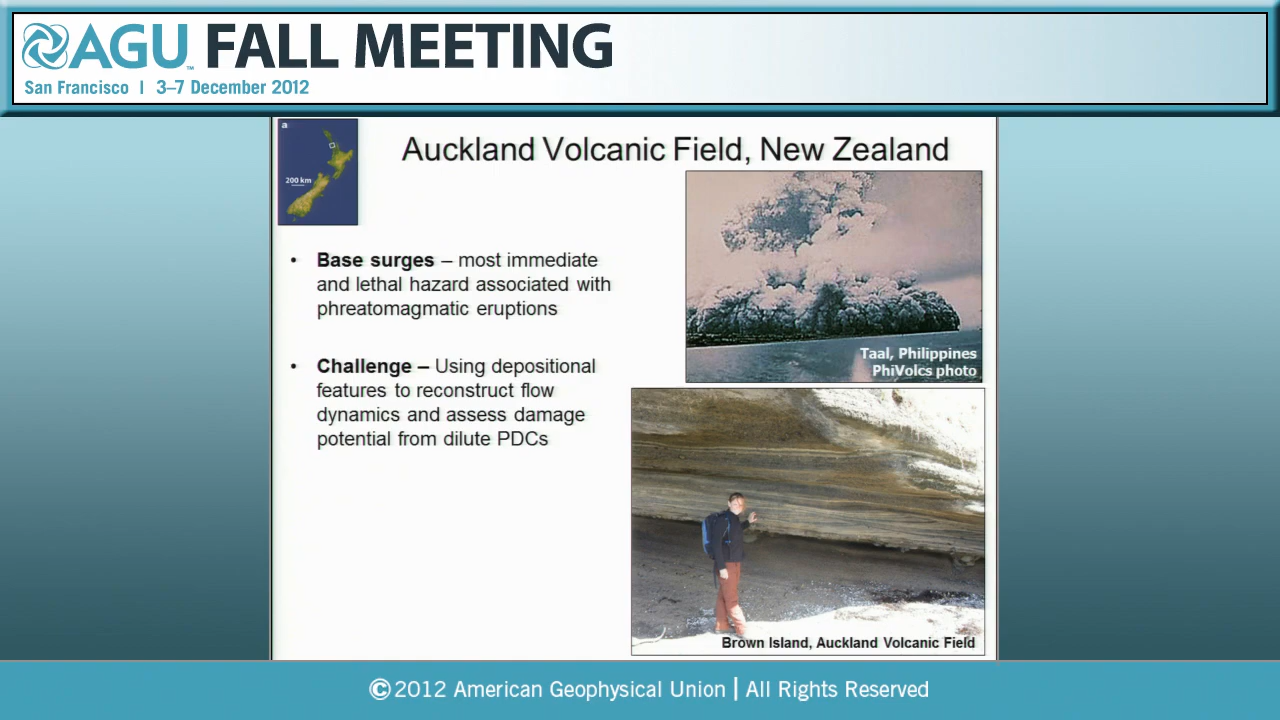 AGU™ FALL MEETING
San Francisco | 3–7 December 2012
a
200 km
Auckland Volcanic Field, New Zealand
• Base surges – most immediate
and lethal hazard associated with
phreatomagmatic eruptions
• Challenge – Using depositional
features to reconstruct flow
dynamics and assess damage
potential from dilute PDCs
Taal, Philippines
PhiVolcs photo
Brown Island, Auckland Volcanic Field
©2012 American Geophysical Union | All Rights Reserved